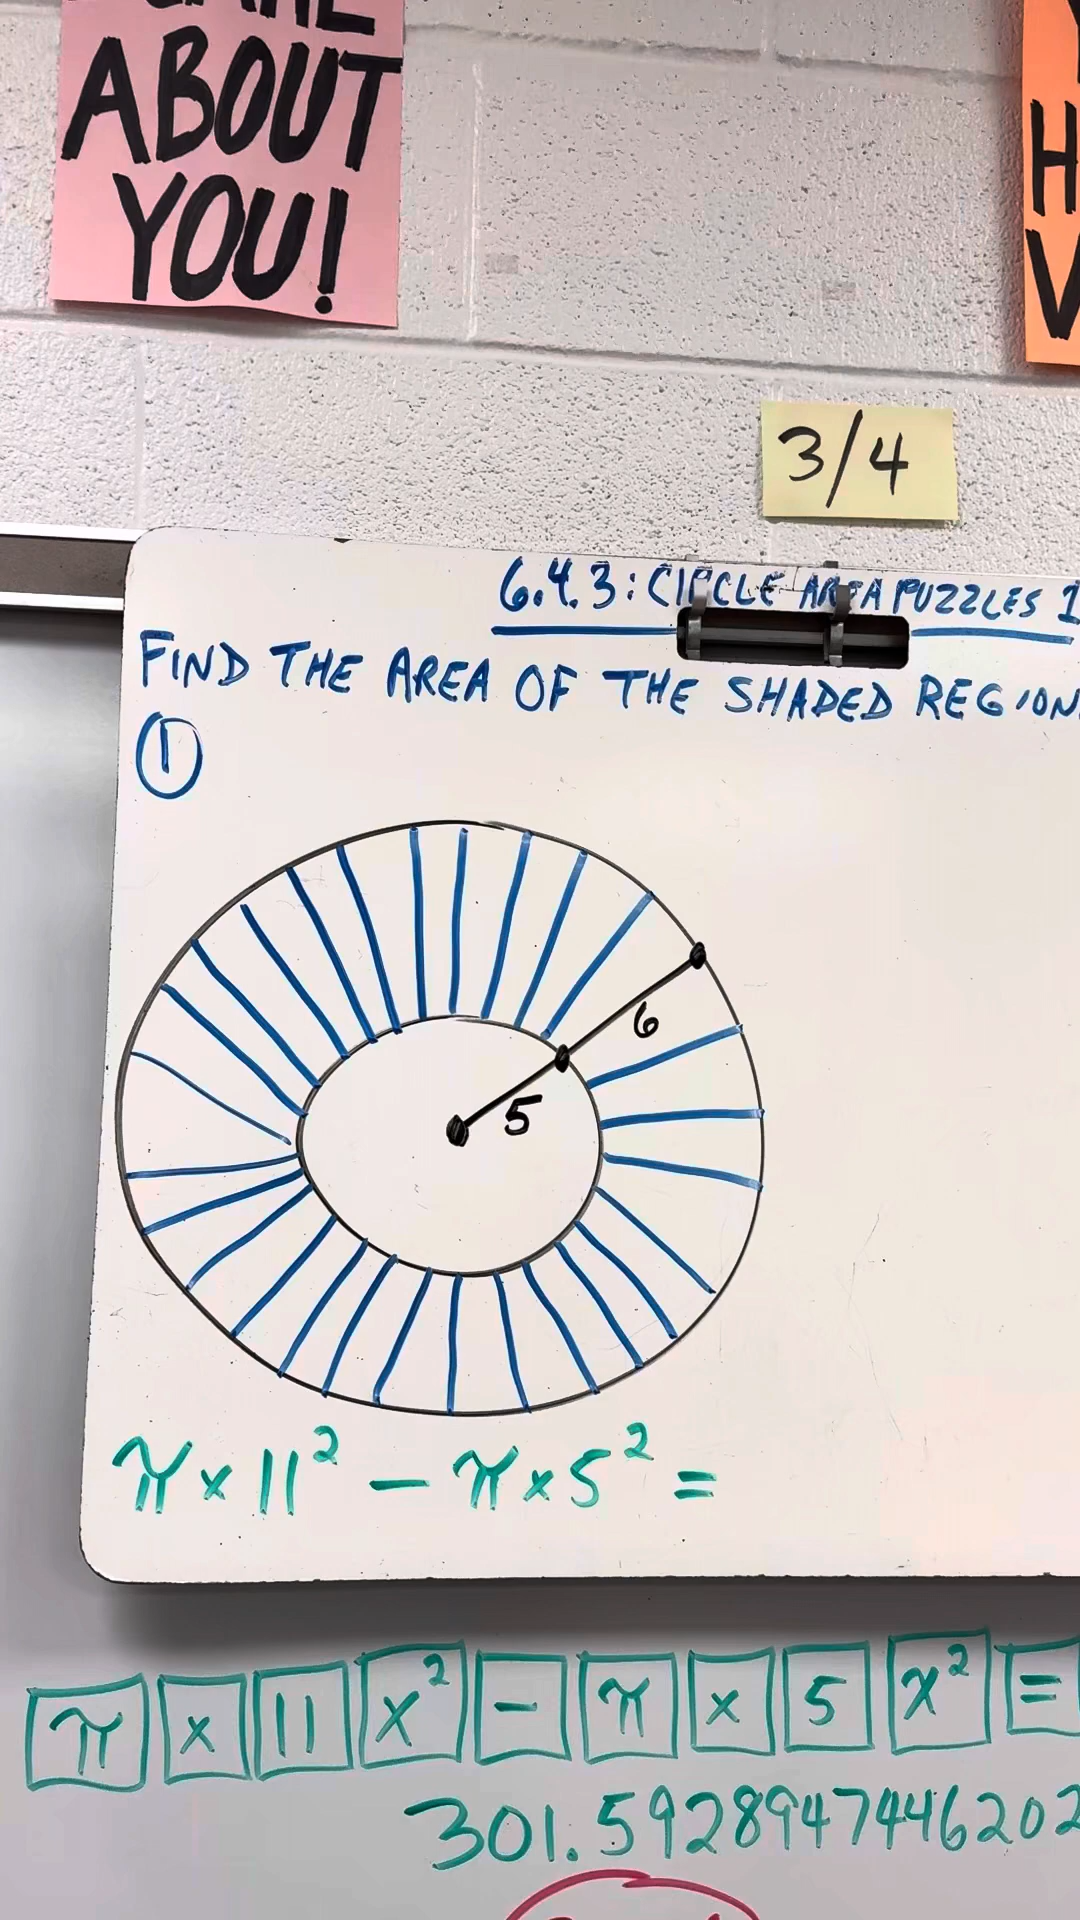 ABOUT
YOU!
H
V
3/4
6.4.3: CIRCLE AREA PUZZLES 1
FIND THE AREA OF THE SHADED REGION
1
6
5
π × 11² − π × 5² =
π × 11 x² − π × 5 x² =
301.5928947446202